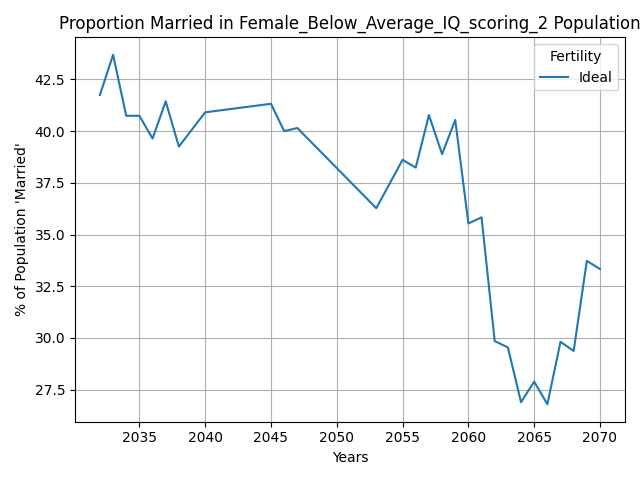 Proportion Married in Female_Below_Average_IQ_scoring_2 Population
Fertility
Ideal
% of Population 'Married'
42.5
40.0
37.5
35.0
32.5
30.0
27.5
2035 2040 2045 2050 2055 2060 2065 2070
Years